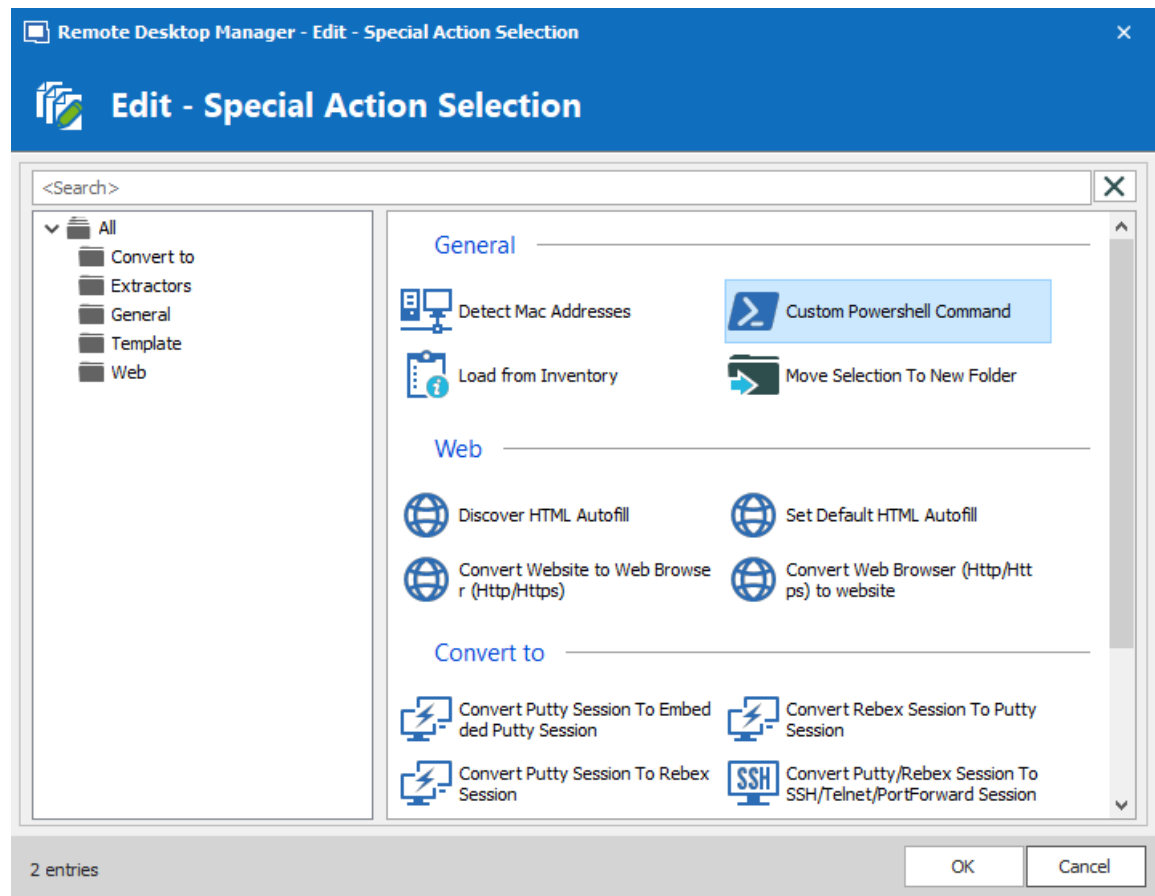 Remote Desktop Manager - Edit - Special Action Selection
Edit - Special Action Selection
<Search>
All
Convert to
Extractors
General
Template
Web
General
Detect Mac Addresses
Custom Powershell Command
Load from Inventory
Move Selection To New Folder
Web
Discover HTML Autofill
Set Default HTML Autofill
Convert Website to Web Browse
r (Http/Https)
Convert Web Browser (Http/Htt
ps) to website
Convert to
Convert Putty Session To Embed
ded Putty Session
Convert Rebex Session To Putty
Session
Convert Putty Session To Rebex
Session
SSH
Convert Putty/Rebex Session To
SSH/Telnet/PortForward Session
2 entries
OK
Cancel